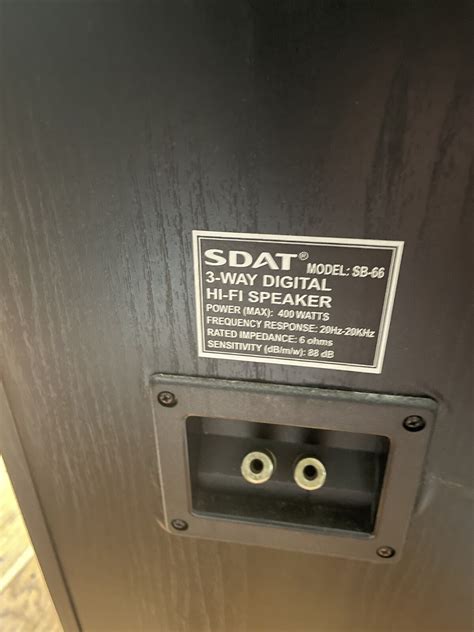 SDAT® MODEL: SB-66
3-WAY DIGITAL
HI-FI SPEAKER
POWER (MAX): 400 WATTS
FREQUENCY RESPONSE: 20Hz-20KHz
RATED IMPEDANCE: 6 ohms
SENSITIVITY (dB/m/w): 88 dB